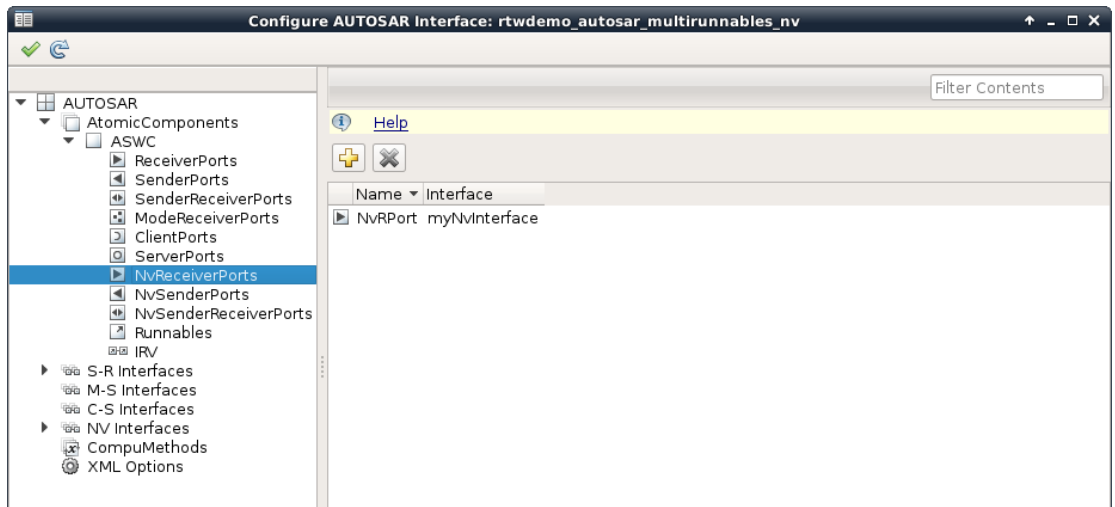 Configure AUTOSAR Interface: rtwdemo_autosar_multirunnables_nv
Filter Contents
AUTOSAR
AtomicComponents
ASWC
ReceiverPorts
SenderPorts
SenderReceiverPorts
ModeReceiverPorts
ClientPorts
ServerPorts
NvReceiverPorts
NvSenderPorts
NvSenderReceiverPorts
Runnables
IRV
S-R Interfaces
M-S Interfaces
C-S Interfaces
NV Interfaces
CompuMethods
XML Options
Help
Name Interface
NvRPort myNvInterface